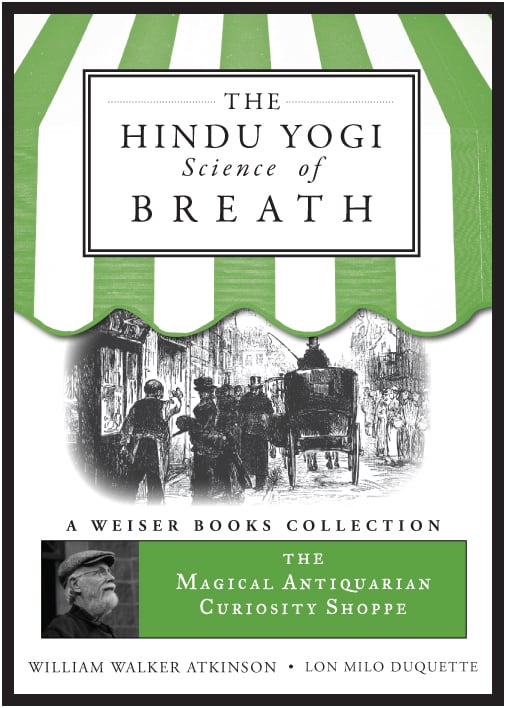 THE
HINDU YOGI
Science of
BREATH
A WEISER BOOKS COLLECTION
THE
MAGICAL ANTIQUARIAN
CURIOSITY SHOPPE
WILLIAM WALKER ATKINSON • LON MILO DUQUETTE